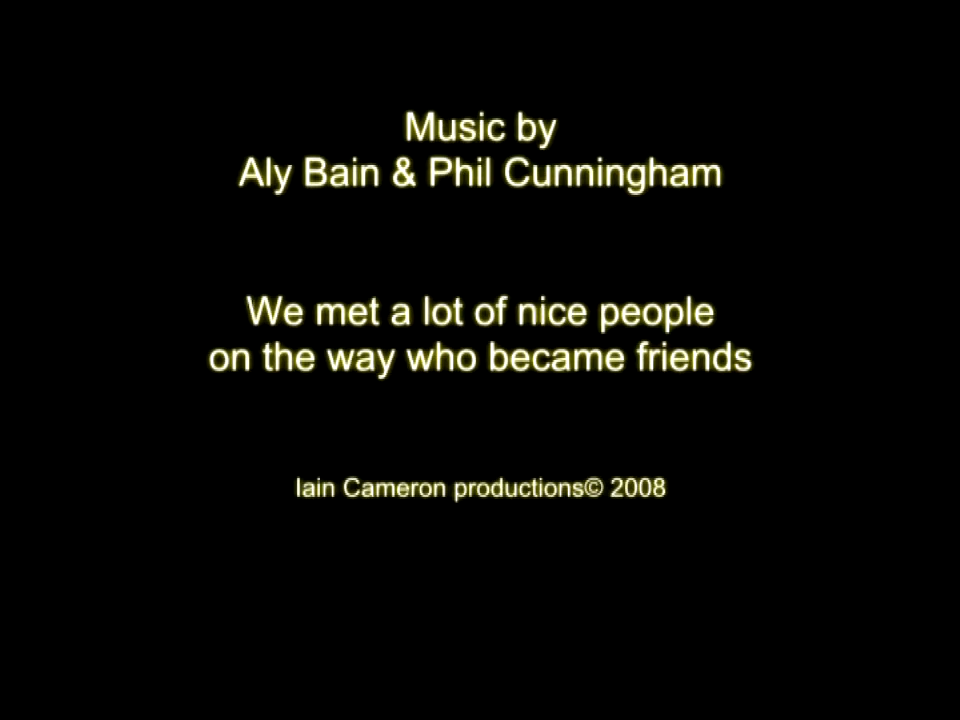 Music by
Aly Bain & Phil Cunningham
We met a lot of nice people
on the way who became friends
Iain Cameron productions© 2008